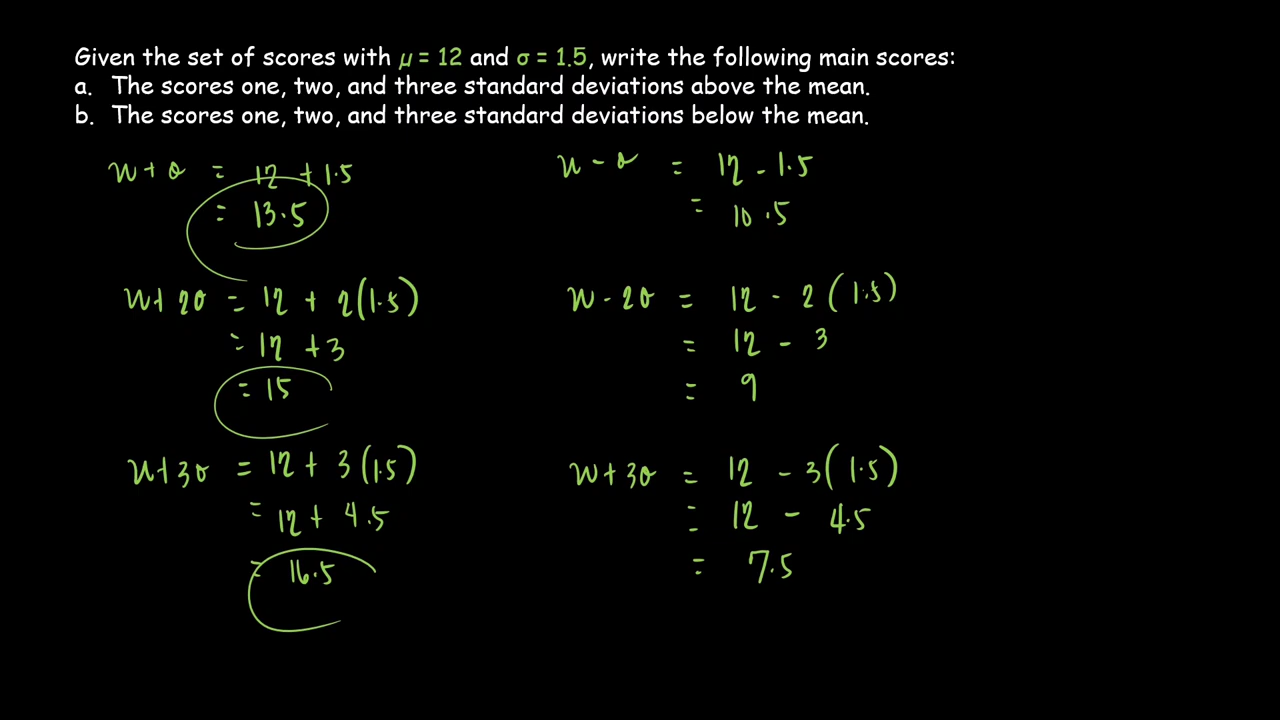 Given the set of scores with μ = 12 and σ = 1.5, write the following main scores:
a. The scores one, two, and three standard deviations above the mean.
b. The scores one, two, and three standard deviations below the mean.
μ + σ = 12 + 1.5
= 13.5
μ + 2σ = 12 + 2(1.5)
= 12 + 3
= 15
μ + 3σ = 12 + 3(1.5)
= 12 + 4.5
= 16.5
μ - σ = 12 - 1.5
= 10.5
μ - 2σ = 12 - 2(1.5)
= 12 - 3
= 9
μ + 3σ = 12 - 3(1.5)
= 12 - 4.5
= 7.5